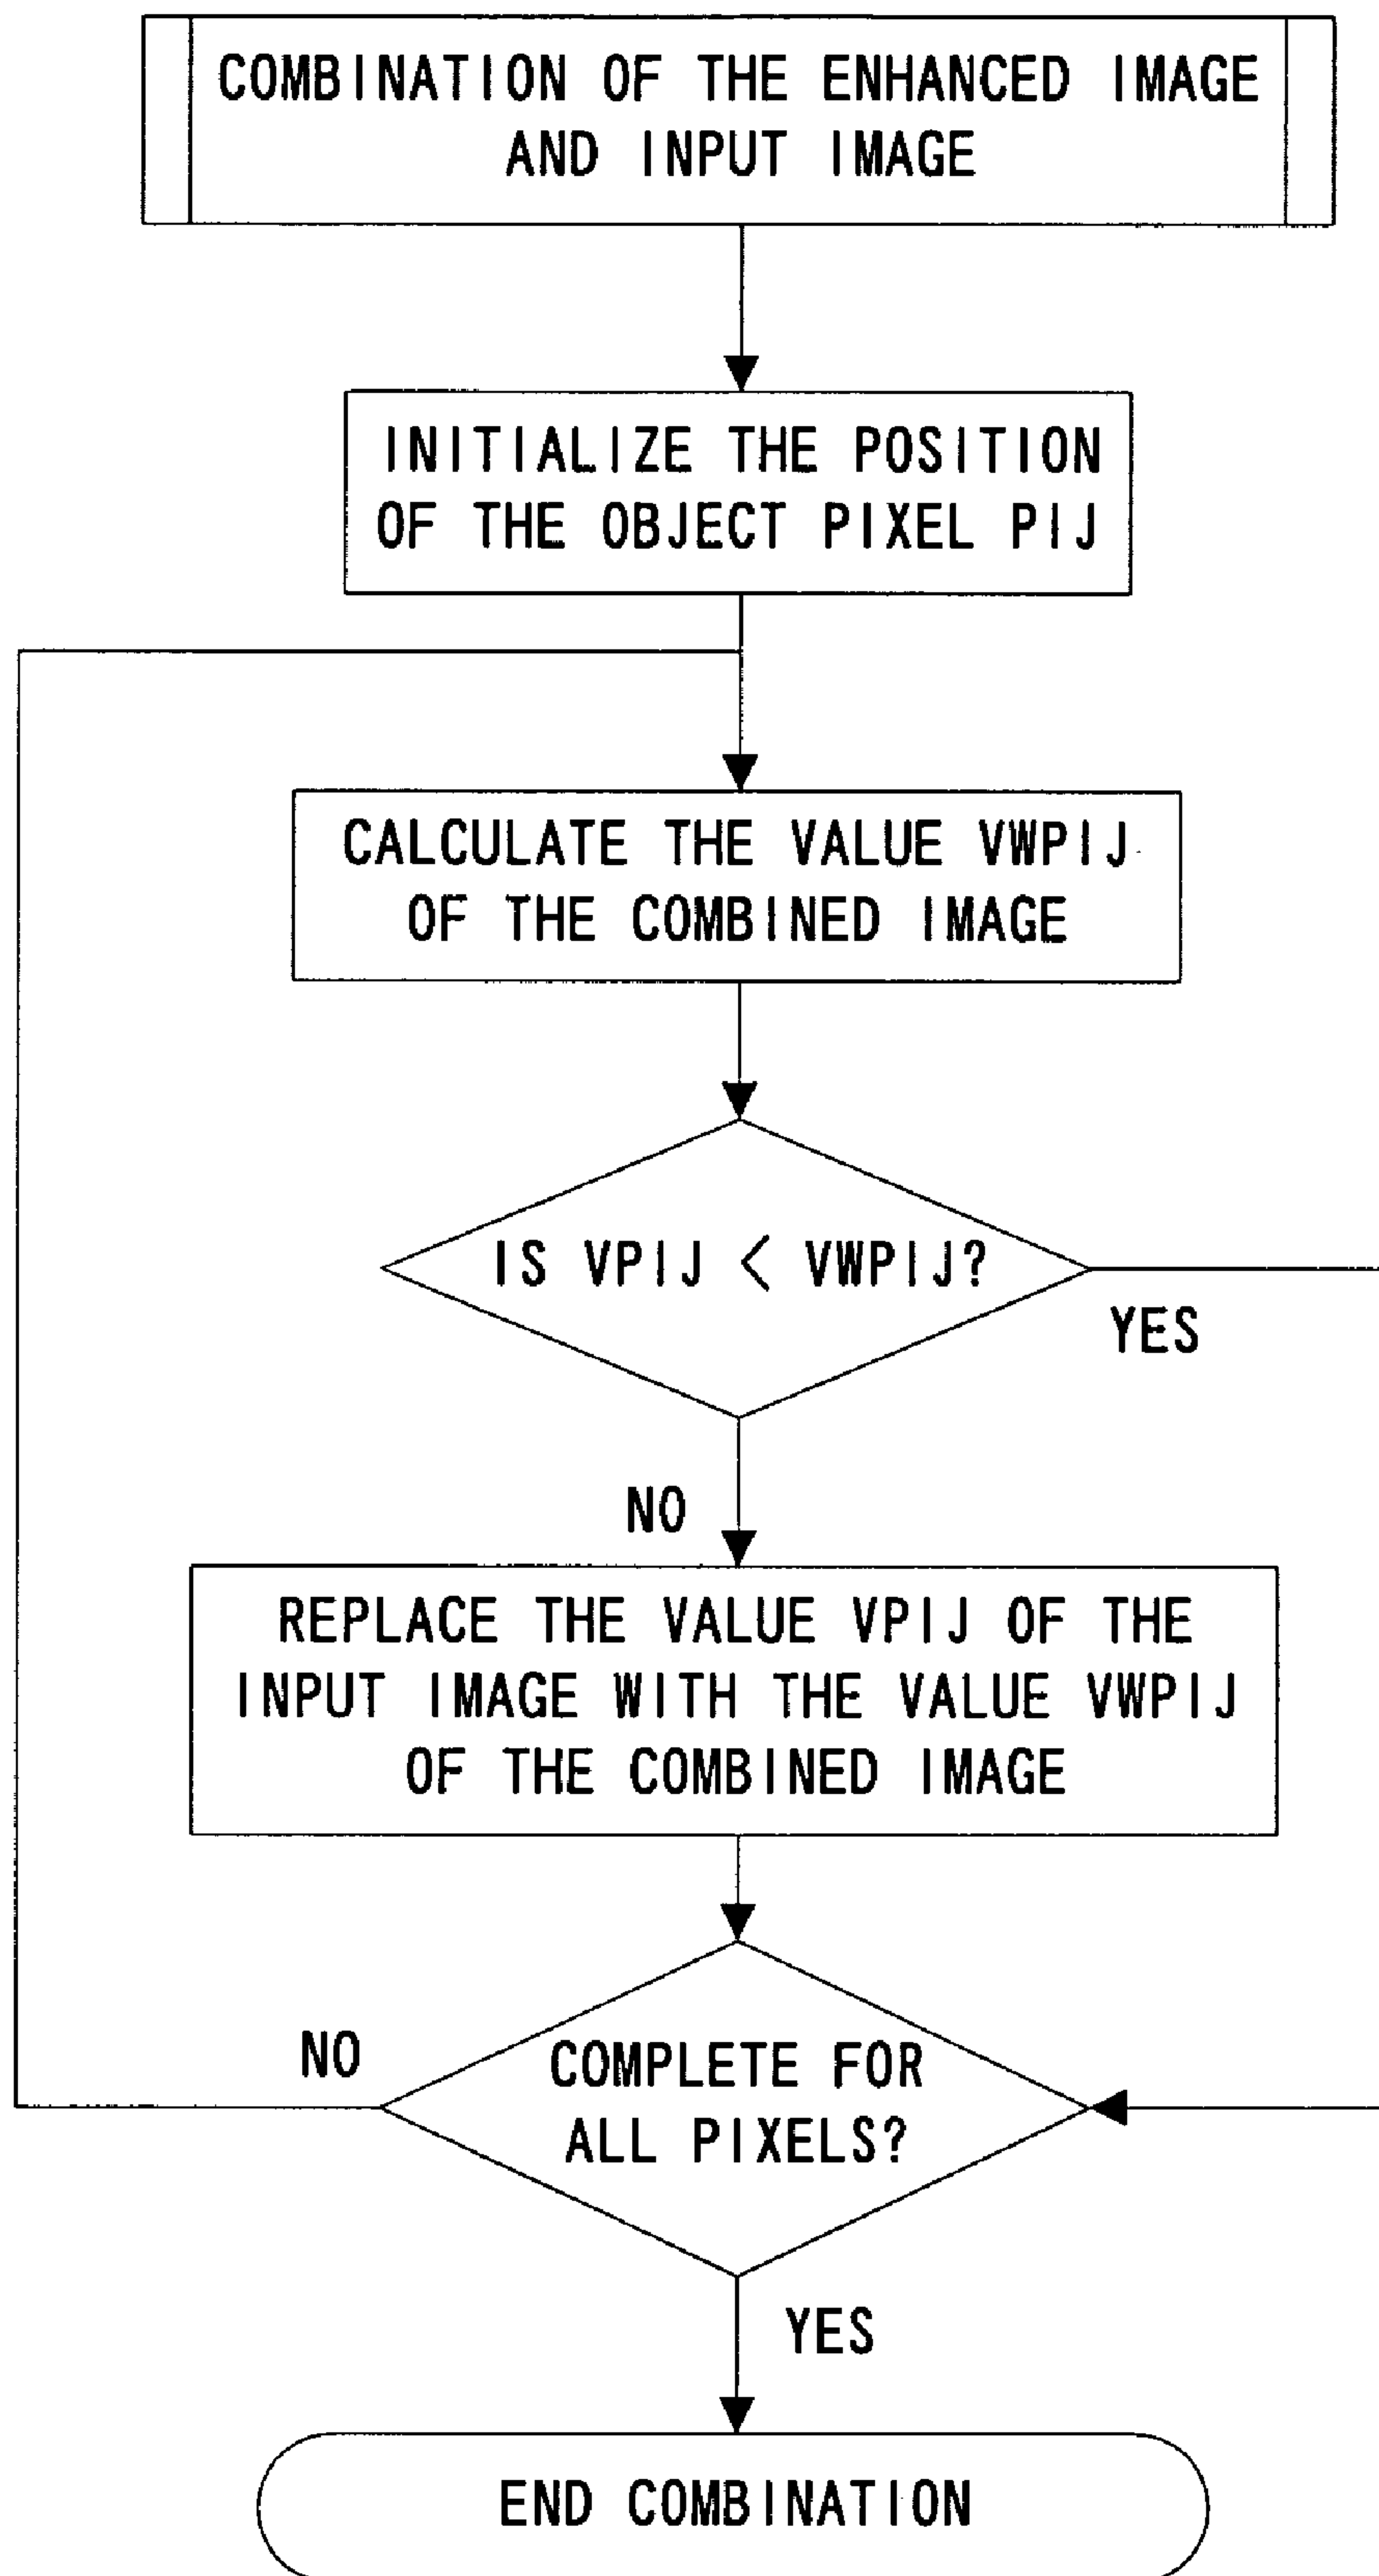 COMBINATION OF THE ENHANCED IMAGE
AND INPUT IMAGE
INITIALIZE THE POSITION
OF THE OBJECT PIXEL PIJ
CALCULATE THE VALUE VWPIJ
OF THE COMBINED IMAGE
IS VPIJ < VWPIJ?
YES
NO
REPLACE THE VALUE VPIJ OF THE
INPUT IMAGE WITH THE VALUE VWPIJ
OF THE COMBINED IMAGE
NO
COMPLETE FOR
ALL PIXELS?
YES
END COMBINATION